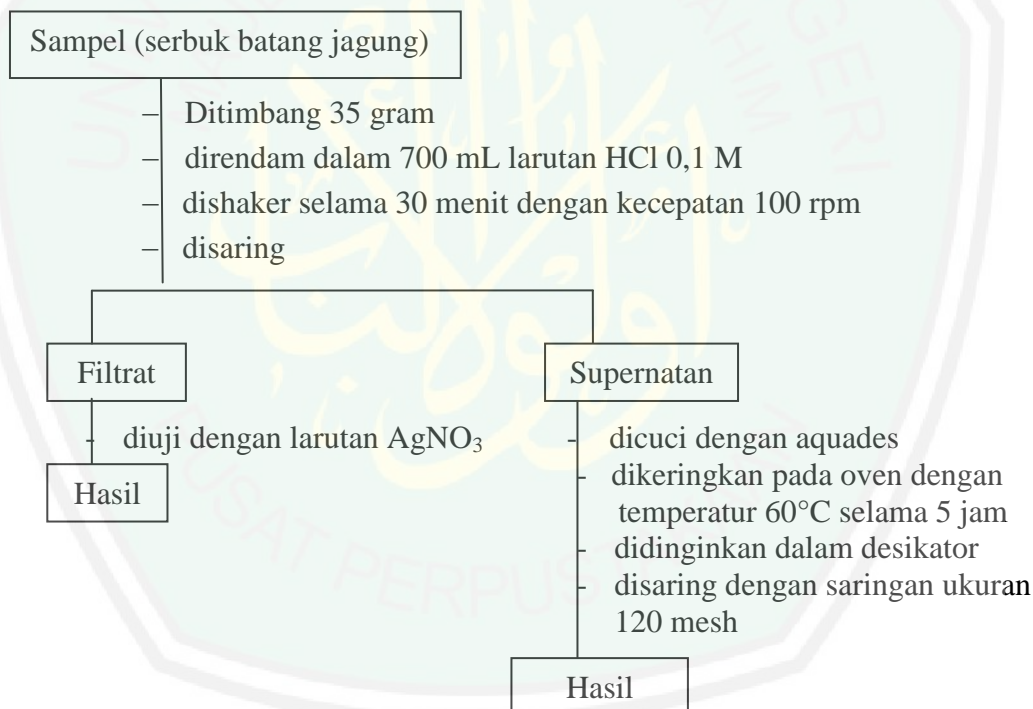 Sampel (serbuk batang jagung)
– Ditimbang 35 gram
– direndam dalam 700 mL larutan HCl 0,1 M
– dishaker selama 30 menit dengan kecepatan 100 rpm
– disaring
Filtrat
- diuji dengan larutan AgNO₃
Hasil
Supernatan
- dicuci dengan aquades
- dikeringkan pada oven dengan
temperatur 60°C selama 5 jam
- didinginkan dalam desikator
- disaring dengan saringan ukuran
120 mesh
Hasil